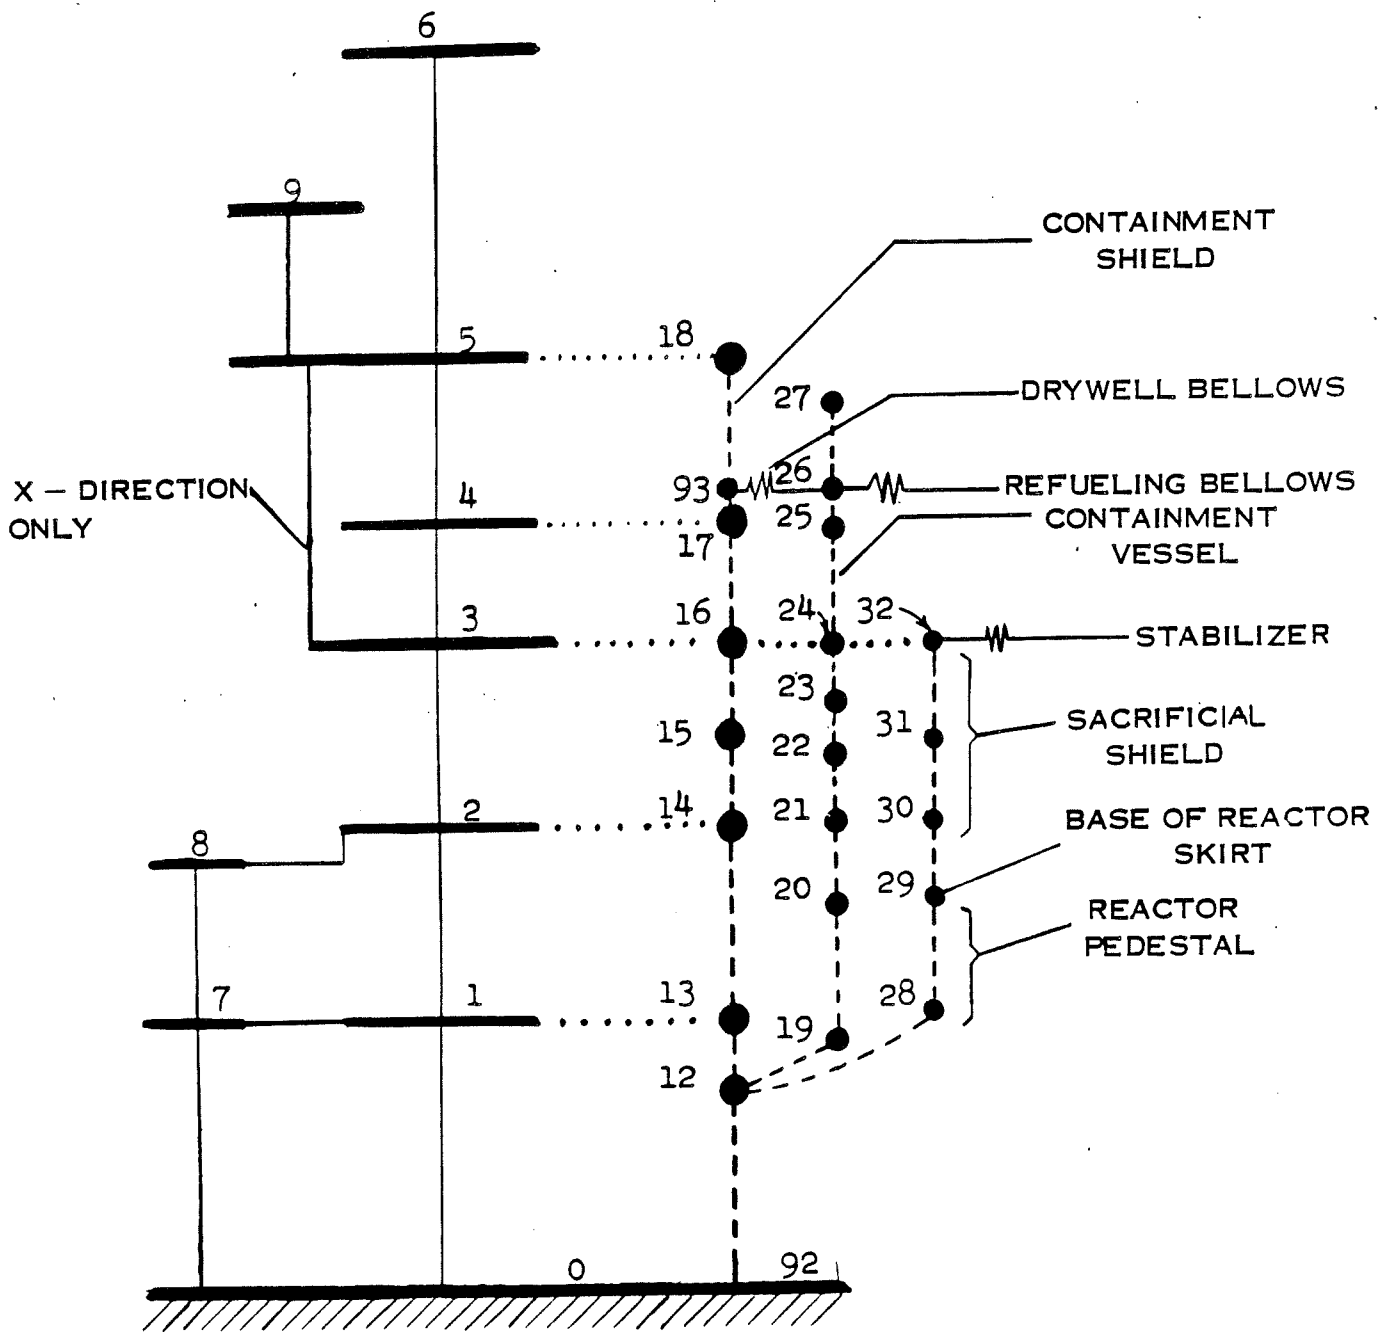 6
9
CONTAINMENT
SHIELD
5
18
27
DRYWELL BELLOWS
X – DIRECTION
ONLY
4
93
26
REFUELING BELLOWS
17
25
CONTAINMENT
VESSEL
3
16
24
32
STABILIZER
23
15
22
31
SACRIFICIAL
SHIELD
8
2
14
21
30
BASE OF REACTOR
SKIRT
20
29
REACTOR
PEDESTAL
7
1
13
19
28
12
0
92